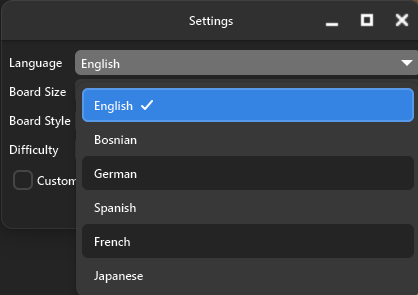 Settings
Language English
Board Size
English
Board Style
Bosnian
Difficulty
German
Custom
Spanish
French
Japanese